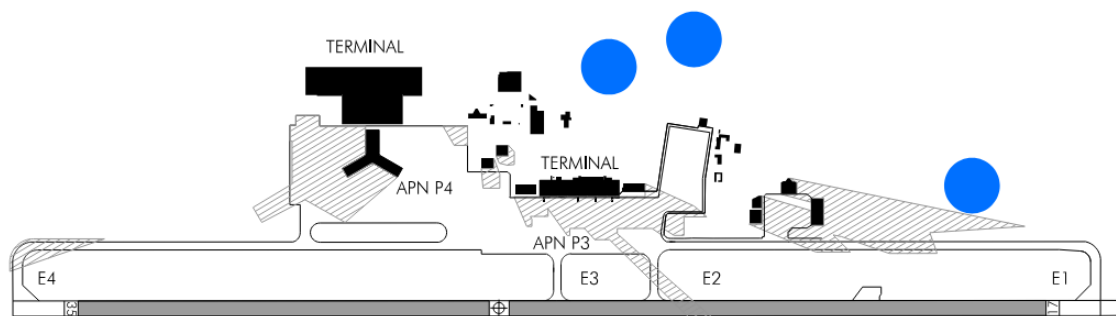 TERMINAL
TERMINAL
APN P4
APN P3
E4
E3
E2
E1
35
17